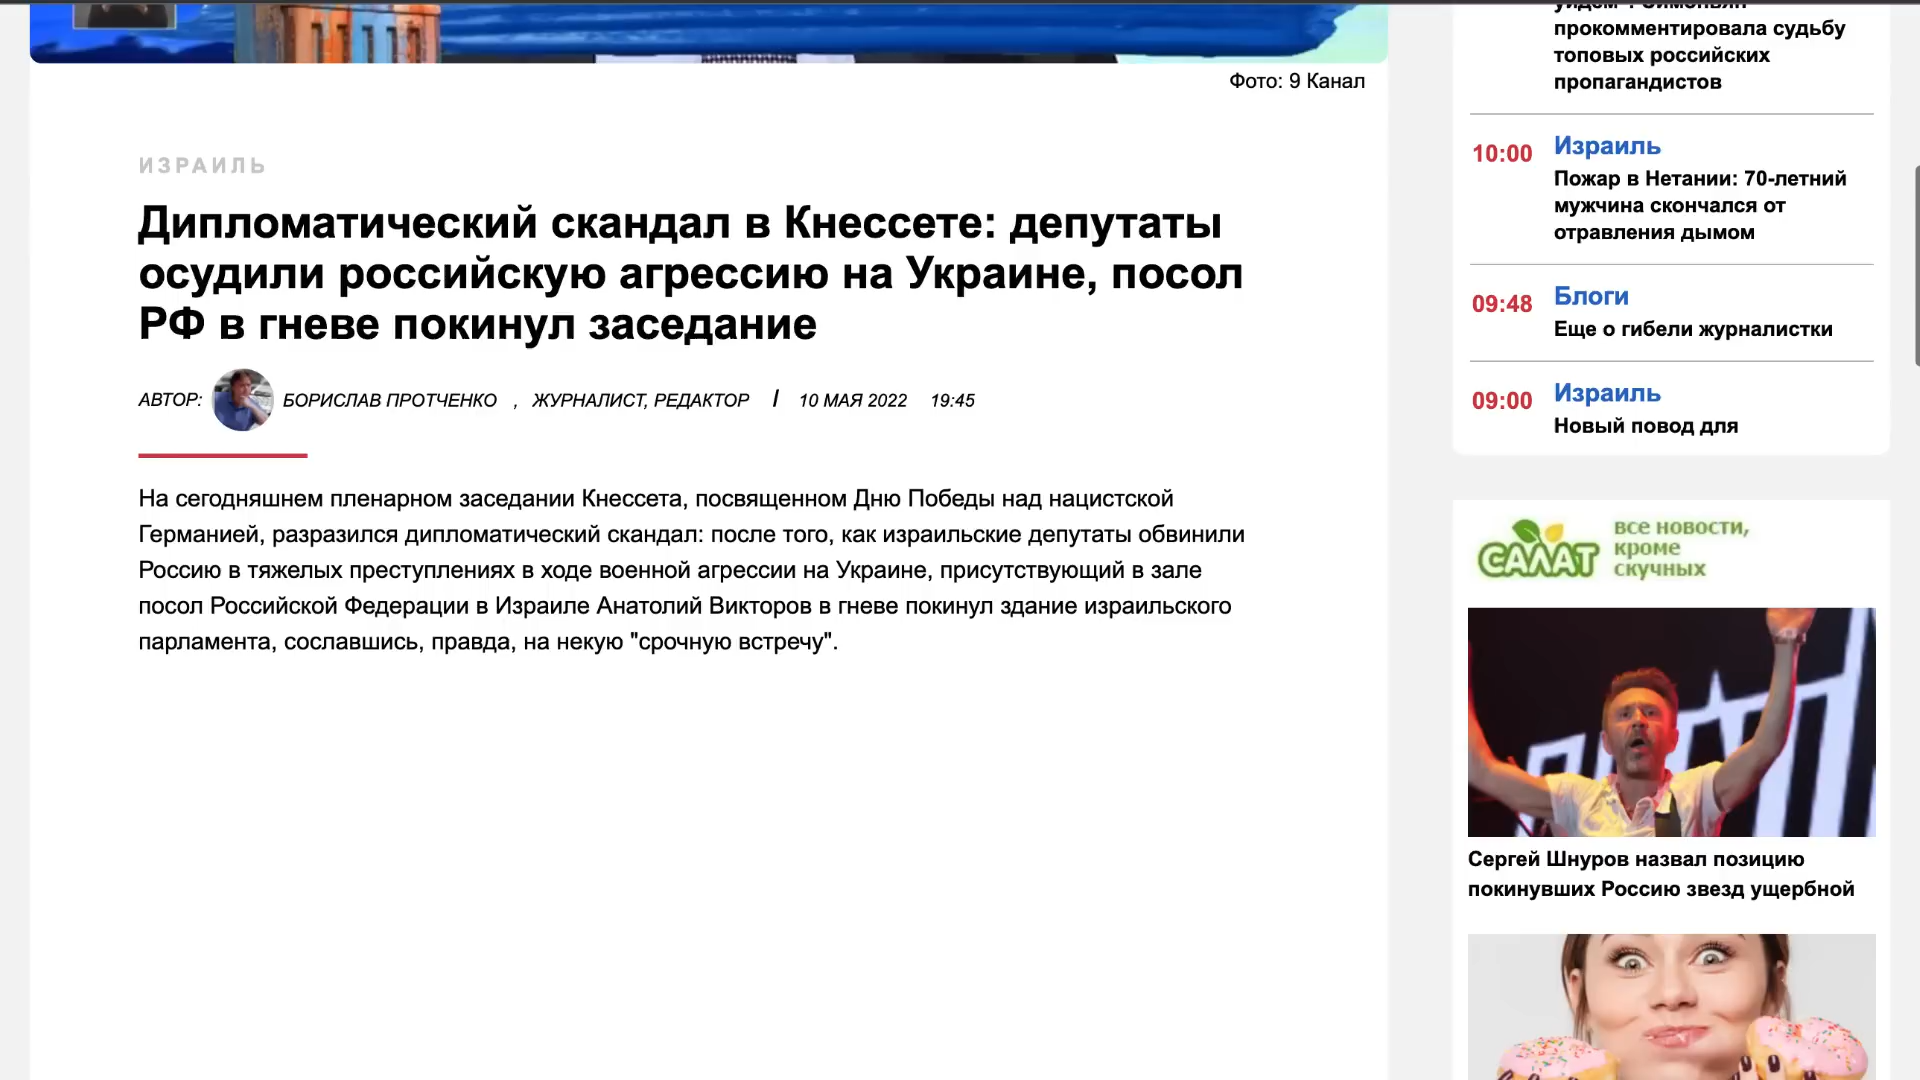 Фото: 9 Канал
ИЗРАИЛЬ
Дипломатический скандал в Кнессете: депутаты
осудили российскую агрессию на Украине, посол
РФ в гневе покинул заседание
АВТОР: БОРИСЛАВ ПРОТЧЕНКО , ЖУРНАЛИСТ, РЕДАКТОР / 10 МАЯ 2022 19:45
На сегодняшнем пленарном заседании Кнессета, посвященном Дню Победы над нацистской
Германией, разразился дипломатический скандал: после того, как израильские депутаты обвинили
Россию в тяжелых преступлениях в ходе военной агрессии на Украине, присутствующий в зале
посол Российской Федерации в Израиле Анатолий Викторов в гневе покинул здание израильского
парламента, сославшись, правда, на некую "срочную встречу".
прокомментировала судьбу
топовых российских
пропагандистов
10:00 Израиль
Пожар в Нетании: 70-летний
мужчина скончался от
отравления дымом
09:48 Блоги
Еще о гибели журналистки
09:00 Израиль
Новый повод для
САЛАТ
все новости,
кроме
скучных
Сергей Шнуров назвал позицию
покинувших Россию звезд ущербной